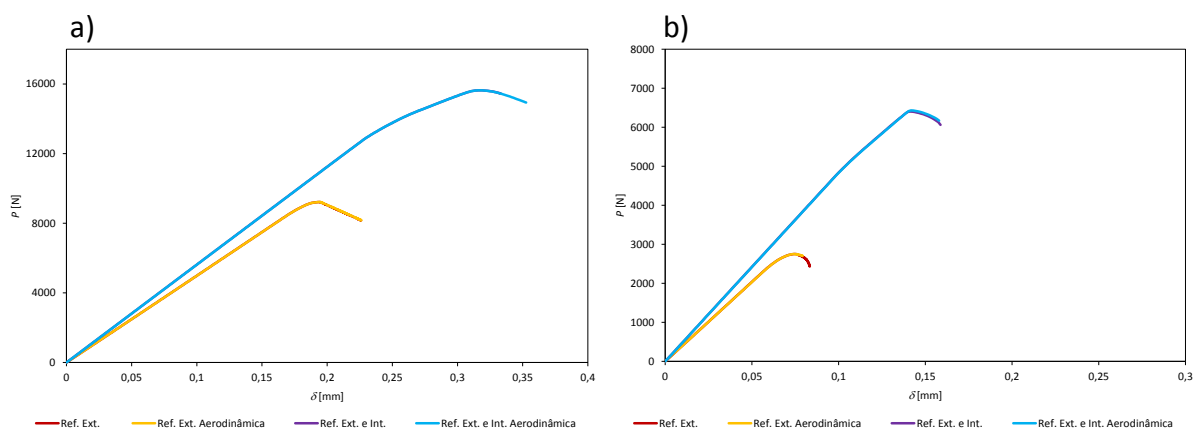 a)
16000
12000
8000
4000
0
P [N]
0 0,05 0,1 0,15 0,2 0,25 0,3 0,35 0,4
δ [mm]
Ref. Ext. Ref. Ext. Aerodinâmica Ref. Ext. e Int. Ref. Ext. e Int. Aerodinâmica
b)
8000
7000
6000
5000
4000
3000
2000
1000
0
P [N]
0 0,05 0,1 0,15 0,2 0,25 0,3
δ [mm]
Ref. Ext. Ref. Ext. Aerodinâmica Ref. Ext. e Int. Ref. Ext. e Int. Aerodinâmica